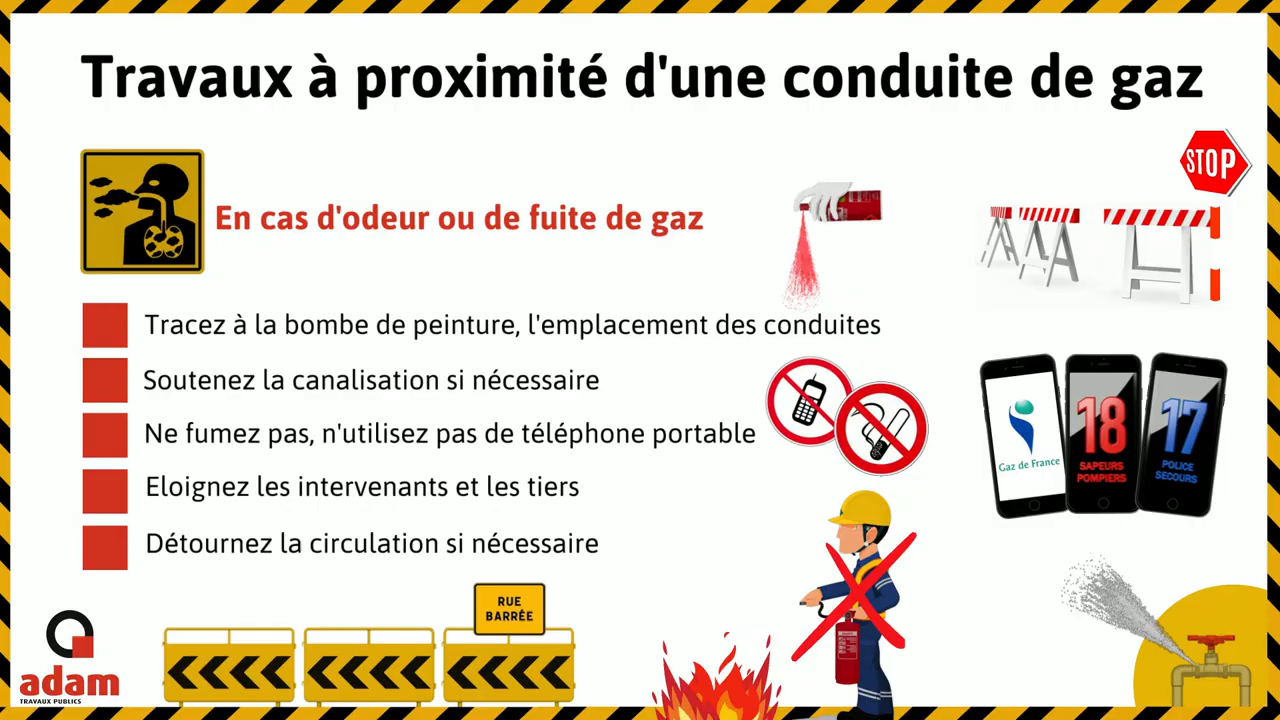 Travaux à proximité d'une conduite de gaz
STOP
En cas d'odeur ou de fuite de gaz
Tracez à la bombe de peinture, l'emplacement des conduites
Soutenez la canalisation si nécessaire
Ne fumez pas, n'utilisez pas de téléphone portable
Eloignez les intervenants et les tiers
Détournez la circulation si nécessaire
Gaz de France
18
SAPEURS
POMPIERS
17
POLICE
SECOURS
RUE
BARRÉE
adam
TRAVAUX PUBLICS